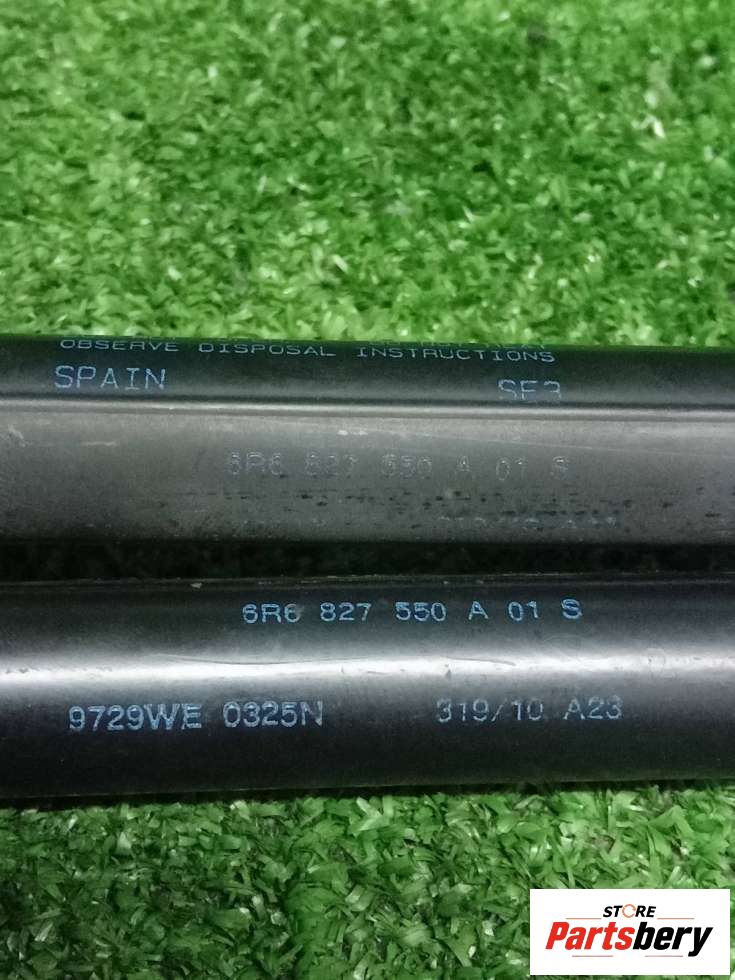 OBSERVE DISPOSAL INSTRUCTIONS
SPAIN SE3
6R6 827 550 A 01 S
6R6 827 550 A 01 S
9729WE 0325N 319/10 A23
STORE
Partsbery